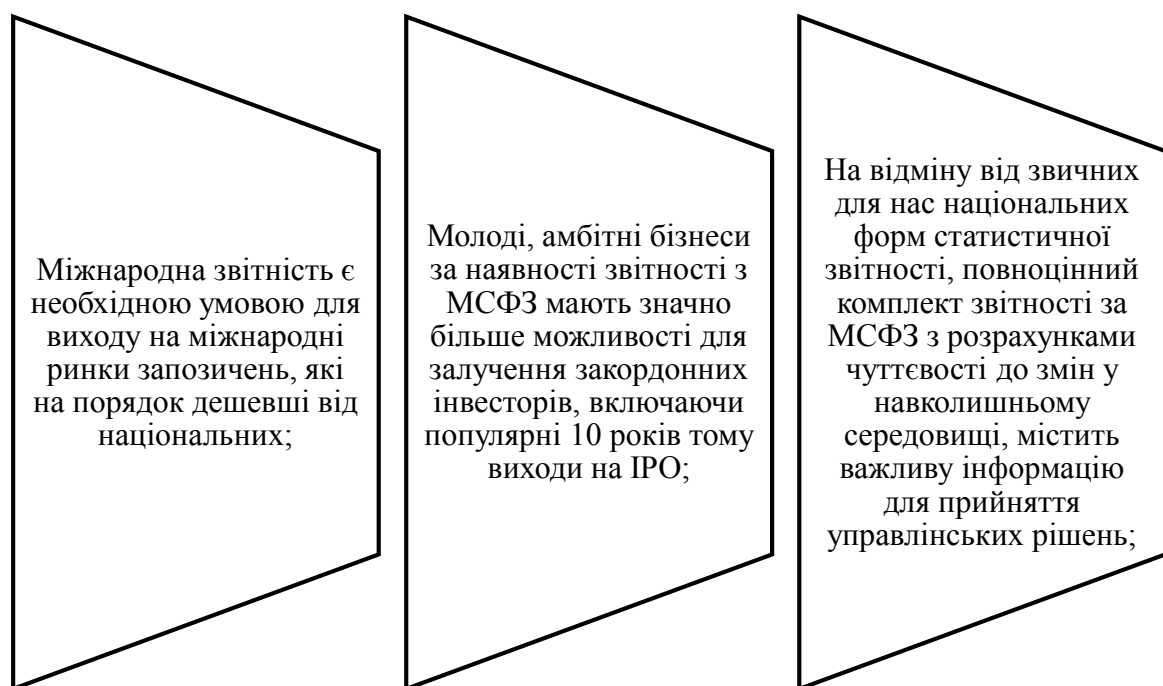 Міжнародна звітність є
необхідною умовою для
виходу на міжнародні
ринки запозичень, які
на порядок дешевші від
національних;
Молоді, амбітні бізнеси
за наявності звітності з
МСФЗ мають значно
більше можливості для
залучення закордонних
інвесторів, включаючи
популярні 10 років тому
виходи на ІРО;
На відміну від звичних
для нас національних
форм статистичної
звітності, повноцінний
комплект звітності за
МСФЗ з розрахунками
чуттєвості до змін у
навколишньому
середовищі, містить
важливу інформацію
для прийняття
управлінських рішень;